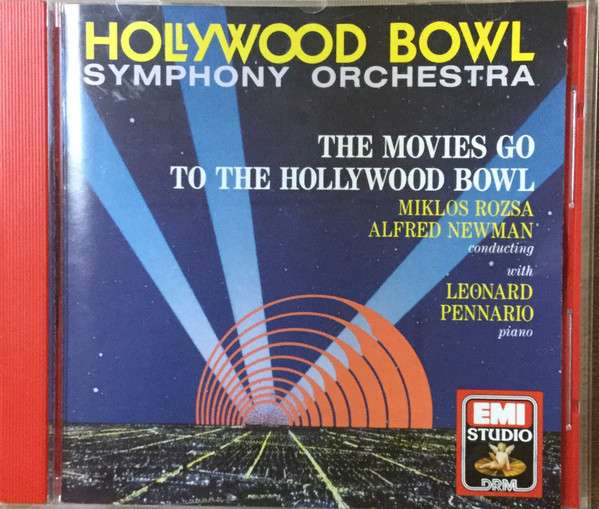 HOLLYWOOD BOWL
SYMPHONY ORCHESTRA
THE MOVIES GO
TO THE HOLLYWOOD BOWL
MIKLOS ROZSA
ALFRED NEWMAN
conducting
with
LEONARD
PENNARIO
piano
EMI
STUDIO
DRM